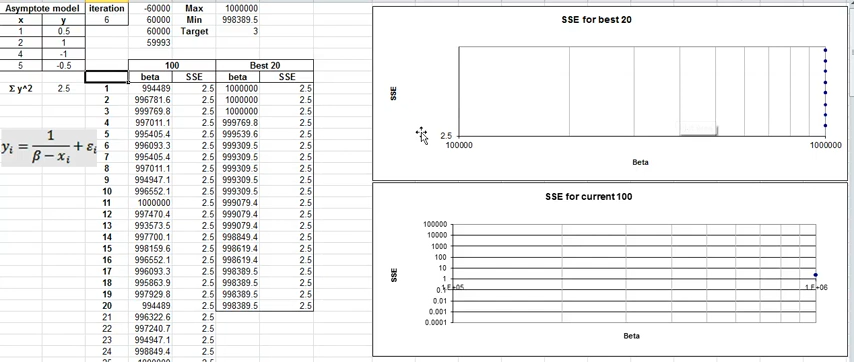 Asymptote model iteration -60000 Max 1000000
x y 6 60000 Min 998389.5
1 0.5 60000 Target 3
2 1 59993
4 -1
5 -0.5 100 Best 20
beta SSE beta SSE
Σ y^2 2.5 1 994489 2.5 1000000 2.5
2 996781.6 2.5 1000000 2.5
3 999769.8 2.5 1000000 2.5
4 997011.1 2.5 999769.8 2.5
5 995405.4 2.5 999539.6 2.5
6 996093.3 2.5 999309.5 2.5
7 995405.4 2.5 999309.5 2.5
8 997011.1 2.5 999309.5 2.5
9 994947.1 2.5 999309.5 2.5
10 996552.1 2.5 999309.5 2.5
11 1000000 2.5 999079.4 2.5
12 997470.4 2.5 999079.4 2.5
13 993573.5 2.5 999079.4 2.5
14 997700.1 2.5 998849.4 2.5
15 998159.6 2.5 998619.4 2.5
16 996552.1 2.5 998619.4 2.5
17 996093.3 2.5 998389.5 2.5
18 995863.9 2.5 998389.5 2.5
19 997929.8 2.5 998389.5 2.5
20 994489 2.5 998389.5 2.5
21 996322.6 2.5
22 997240.7 2.5
23 994947.1 2.5
24 998849.4 2.5
yᵢ = 1 / (β − xᵢ) + εᵢ
SSE for best 20
SSE
2.5
100000 1000000
Beta
SSE for current 100
SSE
100000
10000
1000
100
10
1
0.1
0.01
0.001
0.0001
1.E+05 1.E+06
Beta